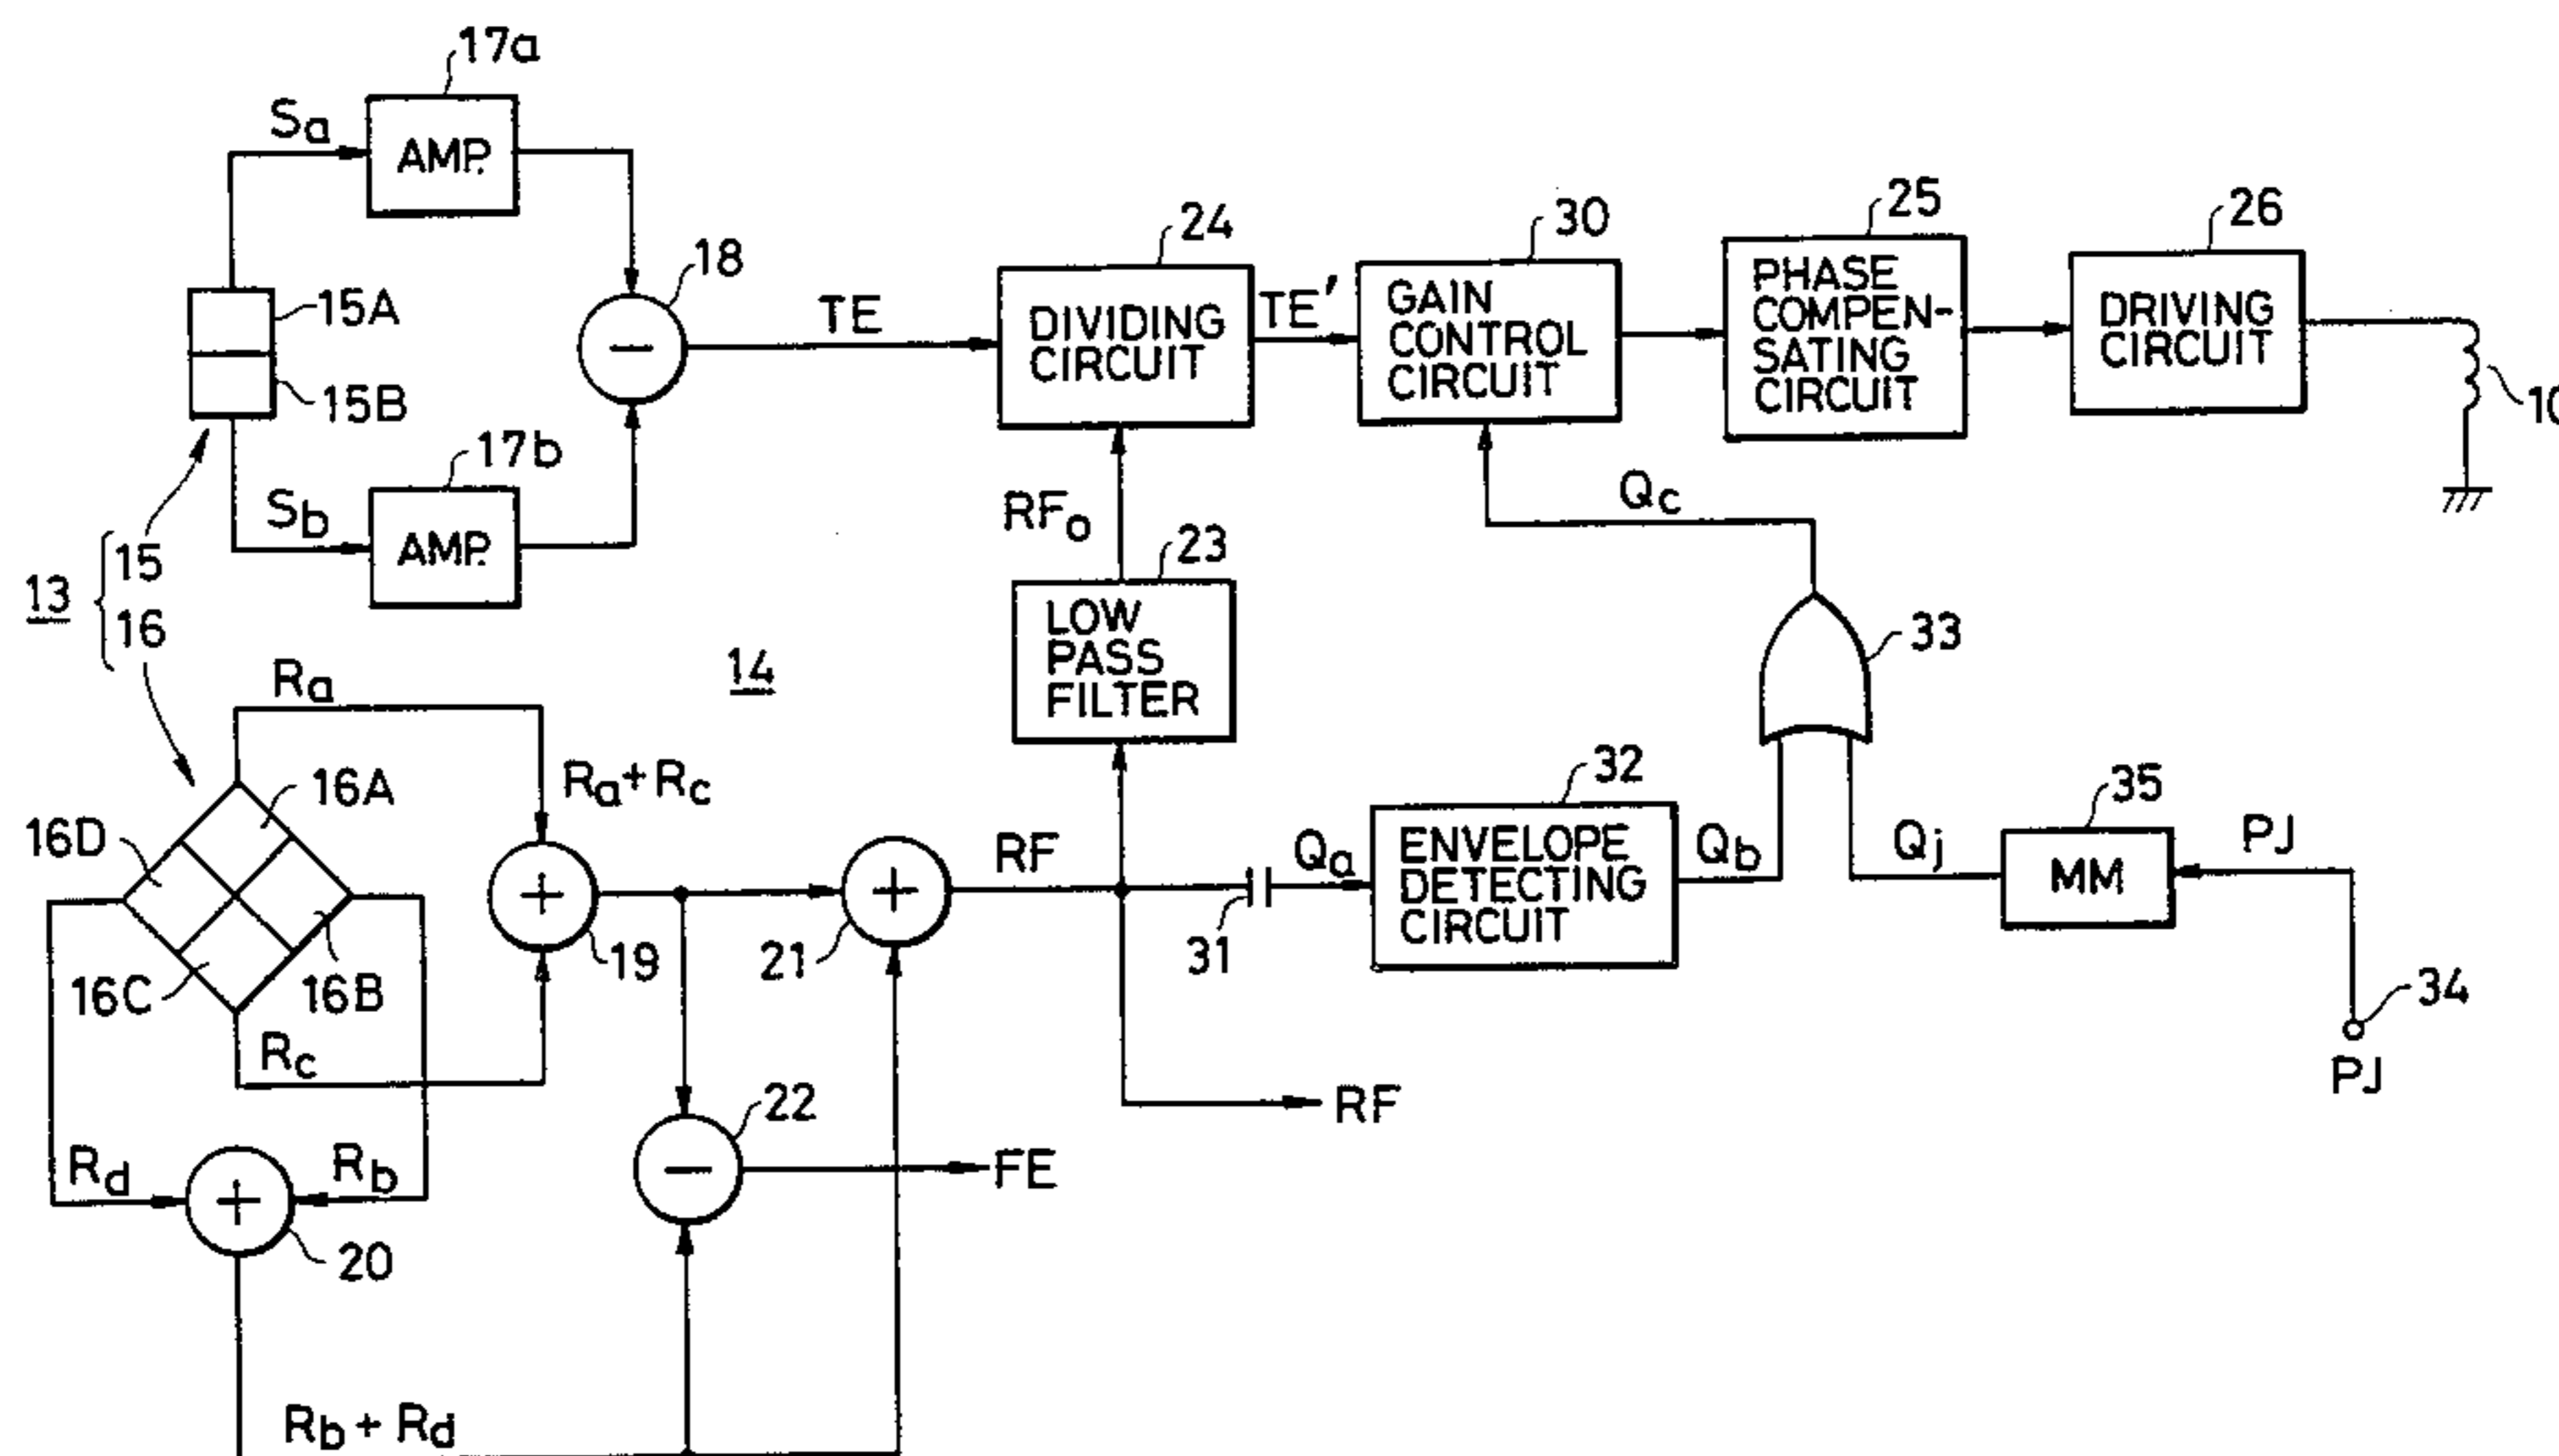 17a
Sa
AMP.
18
15A
15B
17b
Sb
AMP.
13
15
16
TE
24
DIVIDING
CIRCUIT
TE'
30
GAIN
CONTROL
CIRCUIT
25
PHASE
COMPEN-
SATING
CIRCUIT
26
DRIVING
CIRCUIT
10
RFo
23
LOW
PASS
FILTER
Qc
33
14
Ra
Ra+Rc
16A
16D
16C
16B
Rc
19
21
RF
31
Qa
32
ENVELOPE
DETECTING
CIRCUIT
Qb
Qj
35
MM
PJ
34
PJ
RF
22
FE
Rd
Rb
20
Rb + Rd